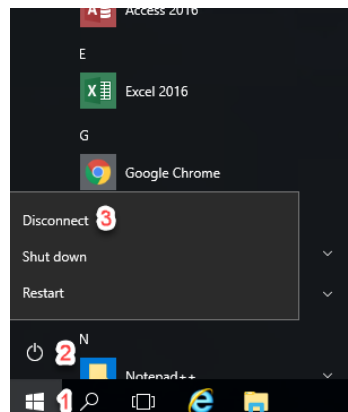 Access 2016
E
Excel 2016
G
Google Chrome
Disconnect 3
Shut down
Restart
2 N
Notepad++
1